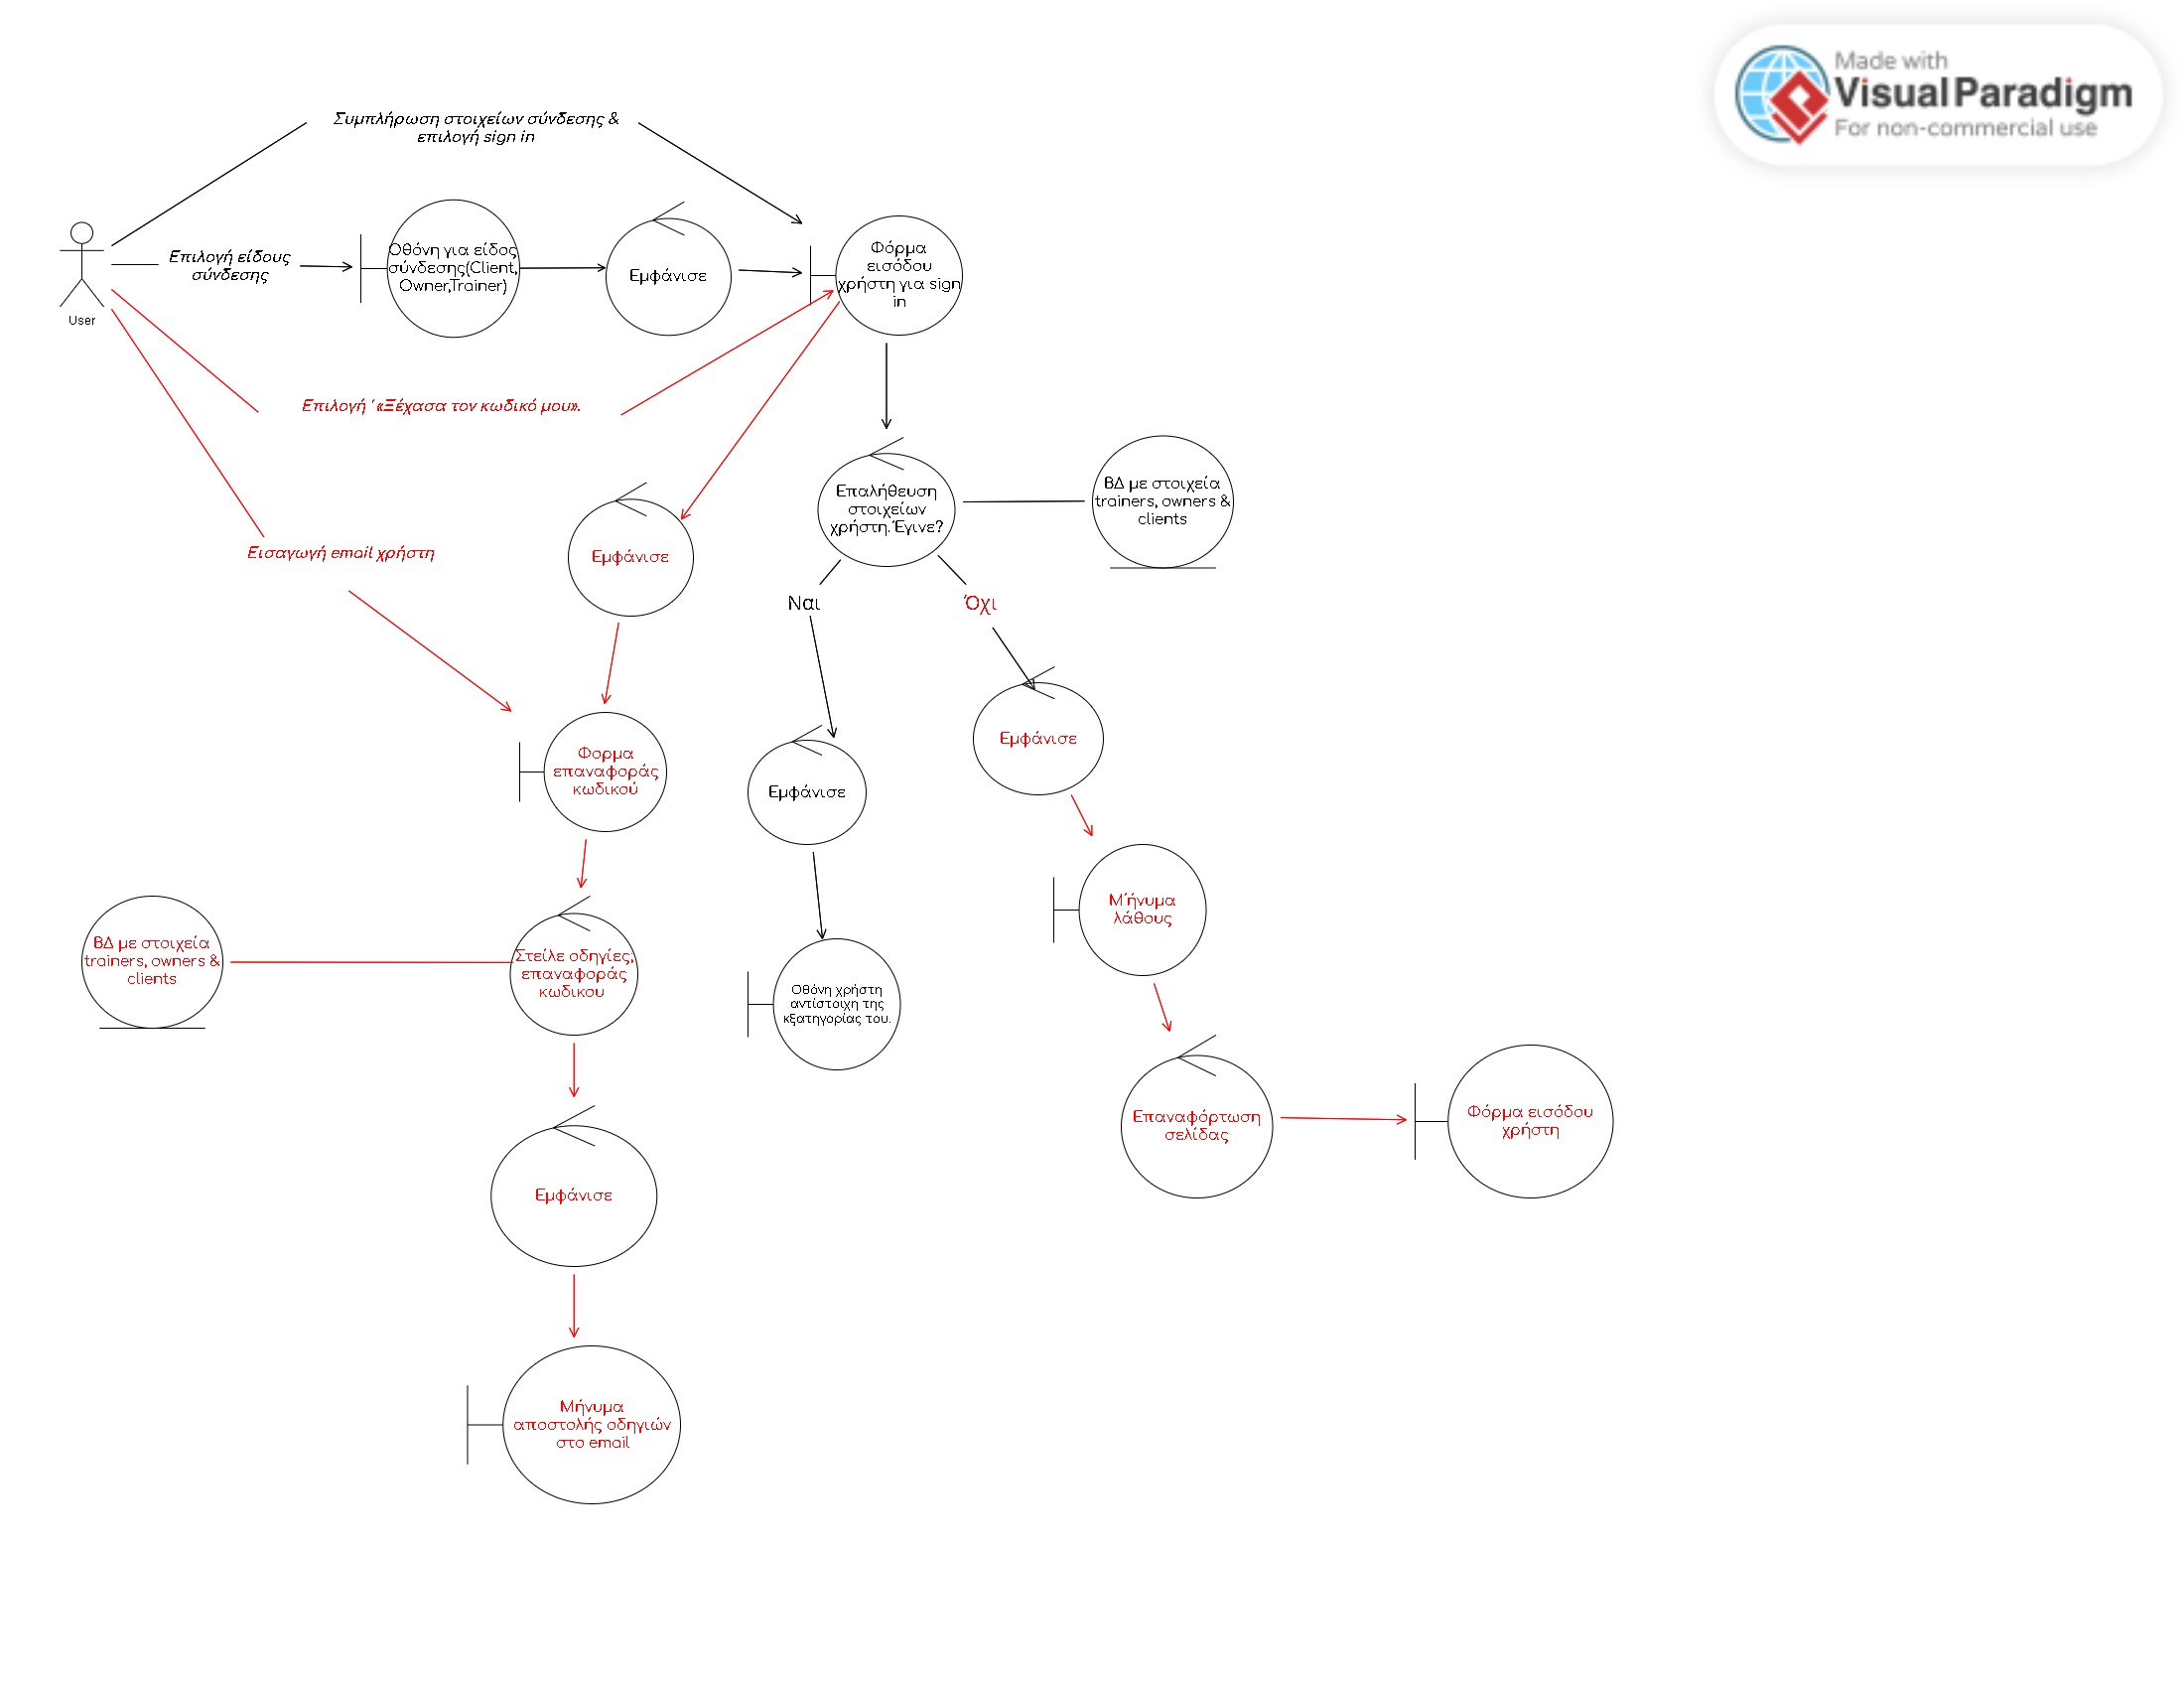 Made with
Visual Paradigm
For non-commercial use
Συμπλήρωση στοιχείων σύνδεσης &
επιλογή sign in
Επιλογή είδους
σύνδεσης
User
Οθόνη για είδος
σύνδεσης(Client,
Owner,Trainer)
Εμφάνισε
Φόρμα
εισόδου
χρήστη για sign
in
Επιλογή ΄«Ξέχασα τον κωδικό μου».
Εισαγωγή email χρήστη
Εμφάνισε
Επαλήθευση
στοιχείων
χρήστη.Έγινε?
ΒΔ με στοιχεία
trainers, owners &
clients
Ναι
Όχι
Φορμα
επαναφοράς
κωδικού
Εμφάνισε
Εμφάνισε
Μ΄ήνυμα
λάθους
ΒΔ με στοιχεία
trainers, owners &
clients
Στείλε οδηγίες;
επαναφοράς
κωδικου
Οθόνη χρήστη
αντίστοιχη της
κξατηγορίας του.
Επαναφόρτωση
σελίδας
Φόρμα εισόδου
χρήστη
Εμφάνισε
Μήνυμα
αποστολής οδηγιών
στο email